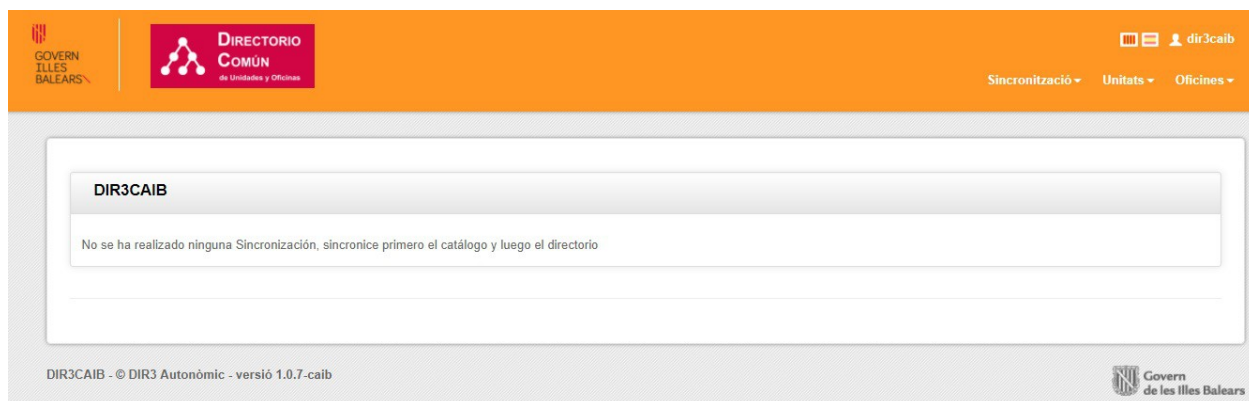 GOVERN
ILLES
BALEARS
DIRECTORIO
COMÚN
de Unidades y Oficinas
dir3caib
Sincronització Unitats Oficines
DIR3CAIB
No se ha realizado ninguna Sincronización, sincronice primero el catálogo y luego el directorio
DIR3CAIB - © DIR3 Autonòmic - versió 1.0.7-caib
Govern
de les Illes Balears